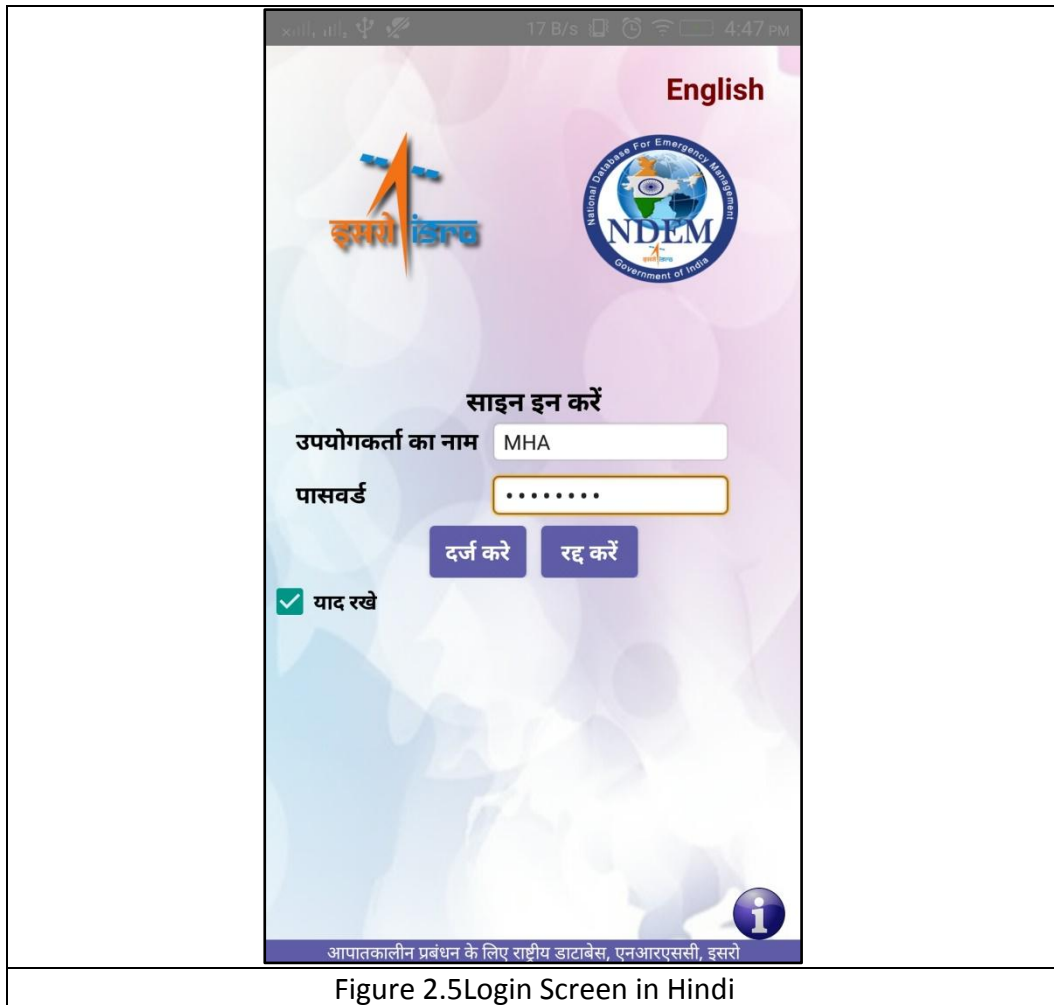 17 B/s 4:47 PM
English
इसरो isro
National Database For Emergency Management
NDEM
इसरो isro
Government of India
साइन इन करें
उपयोगकर्ता का नाम MHA
पासवर्ड ••••••••
दर्ज करे रद्द करें
याद रखे
i
आपातकालीन प्रबंधन के लिए राष्ट्रीय डाटाबेस, एनआरएससी, इसरो
Figure 2.5Login Screen in Hindi